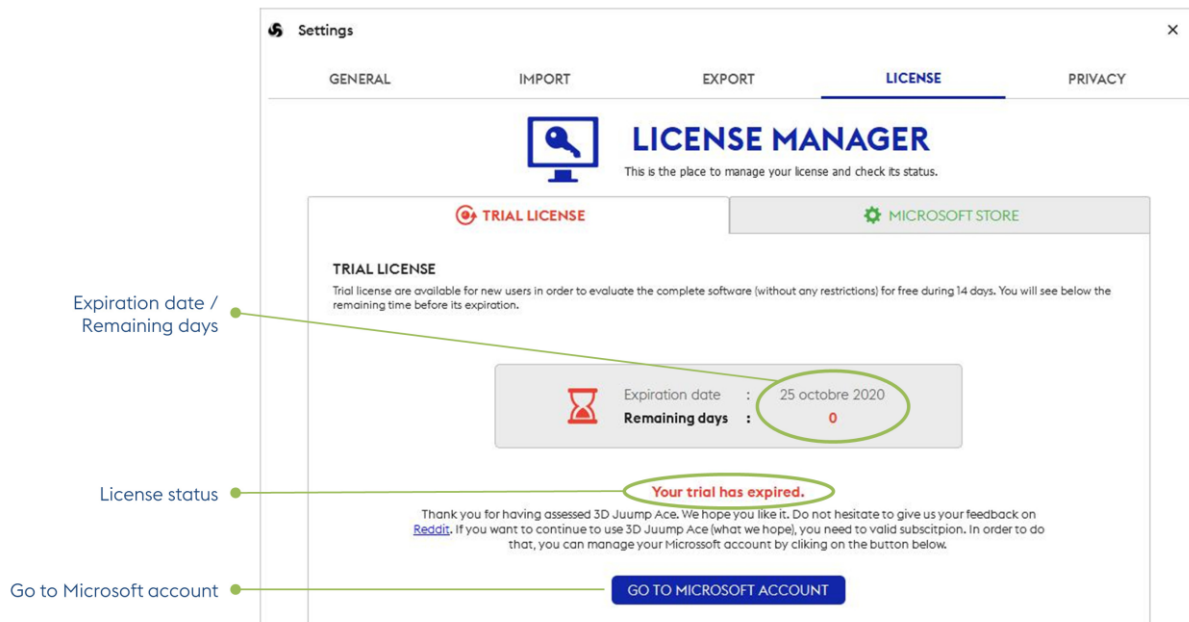 Settings
GENERAL IMPORT EXPORT LICENSE PRIVACY
LICENSE MANAGER
This is the place to manage your license and check its status.
TRIAL LICENSE MICROSOFT STORE
TRIAL LICENSE
Trial license are available for new users in order to evaluate the complete software (without any restrictions) for free during 14 days. You will see below the
remaining time before its expiration.
Expiration date /
Remaining days
Expiration date : 25 octobre 2020
Remaining days : 0
License status
Your trial has expired.
Thank you for having assessed 3D Juump Ace. We hope you like it. Do not hesitate to give us your feedback on
Reddit. If you want to continue to use 3D Juump Ace (what we hope), you need to valid subscitpion. In order to do
that, you can manage your Microssoft account by cliking on the button below.
Go to Microsoft account
GO TO MICROSOFT ACCOUNT